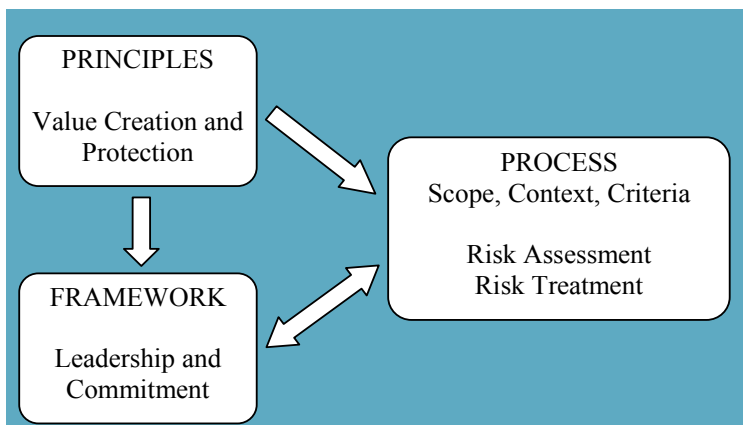 PRINCIPLES
Value Creation and
Protection
PROCESS
Scope, Context, Criteria
Risk Assessment
Risk Treatment
FRAMEWORK
Leadership and
Commitment